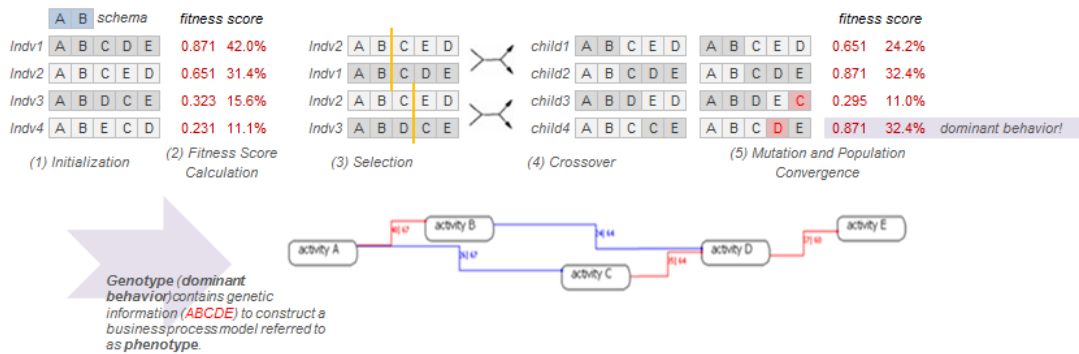 A B schema fitness score fitness score
Indv1 A B C D E 0.871 42.0% Indv2 A B C E D child1 A B C E D A B C E D 0.651 24.2%
Indv2 A B C E D 0.651 31.4% Indv1 A B C D E child2 A B C D E A B C D E 0.871 32.4%
Indv3 A B D C E 0.323 15.6% Indv2 A B C E D child3 A B D E D A B D E C 0.295 11.0%
Indv4 A B E C D 0.231 11.1% Indv3 A B D C E child4 A B C C E A B C D E 0.871 32.4% dominant behavior!
(1) Initialization
(2) Fitness Score
Calculation
(3) Selection
(4) Crossover
(5) Mutation and Population
Convergence
activity B
activity E
activity A
activity D
activity C
Genotype (dominant
behavior)contains genetic
information (ABCDE) to construct a
business process model referred to
as phenotype.